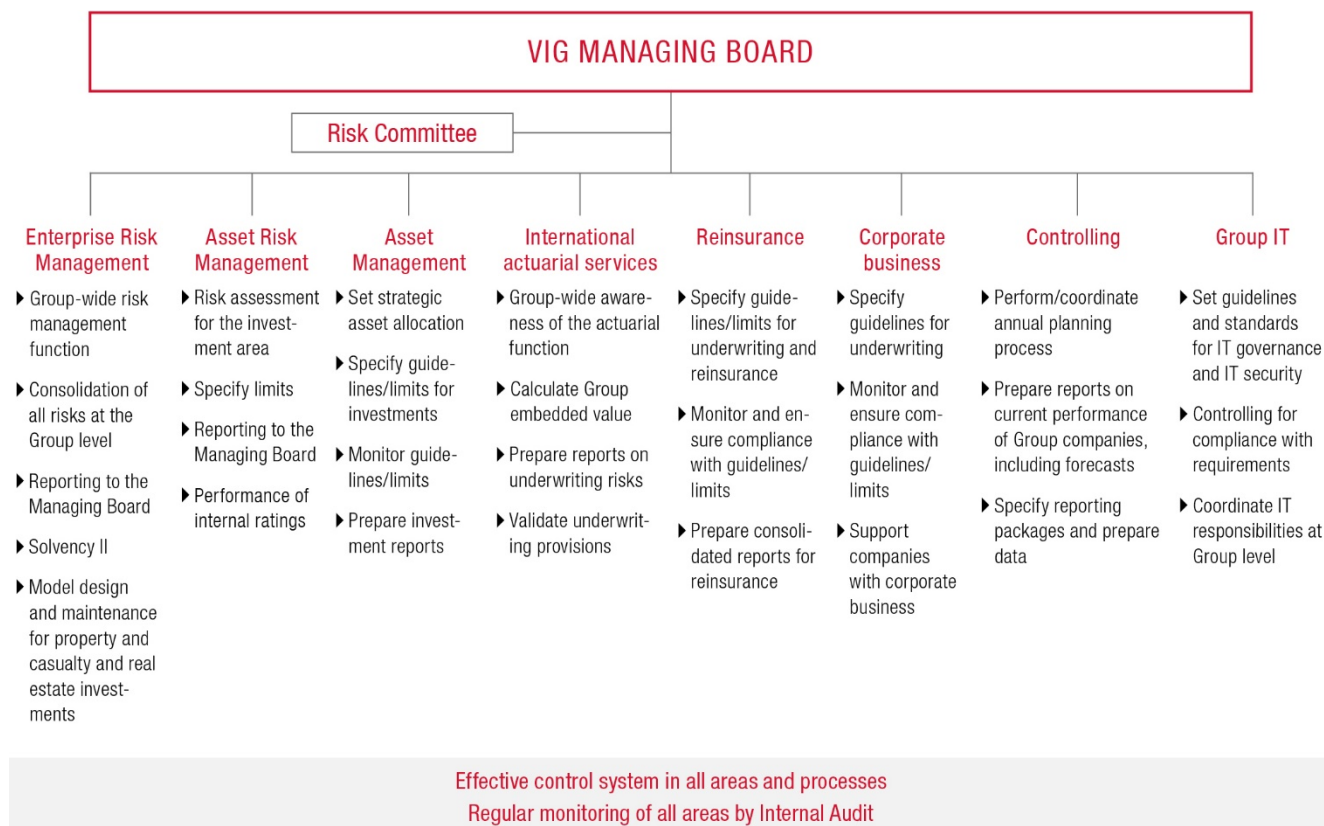 VIG MANAGING BOARD
Risk Committee
Enterprise Risk
Management
▶ Group-wide risk
management
function
▶ Consolidation of
all risks at the
Group level
▶ Reporting to the
Managing Board
▶ Solvency II
▶ Model design
and maintenance
for property and
casualty and real
estate invest-
ments
Asset Risk
Management
▶ Risk assessment
for the invest-
ment area
▶ Specify limits
▶ Reporting to the
Managing Board
▶ Performance of
internal ratings
Asset
Management
▶ Set strategic
asset allocation
▶ Specify guide-
lines/limits for
investments
▶ Monitor guide-
lines/limits
▶ Prepare invest-
ment reports
International
actuarial services
▶ Group-wide aware-
ness of the actuarial
function
▶ Calculate Group
embedded value
▶ Prepare reports on
underwriting risks
▶ Validate underwrit-
ing provisions
Reinsurance
▶ Specify guide-
lines/limits for
underwriting and
reinsurance
▶ Monitor and en-
sure compliance
with guidelines/
limits
▶ Prepare consoli-
dated reports for
reinsurance
Corporate
business
▶ Specify
guidelines for
underwriting
▶ Monitor and
ensure com-
pliance with
guidelines/
limits
▶ Support
companies
with corporate
business
Controlling
▶ Perform/coordinate
annual planning
process
▶ Prepare reports on
current performance
of Group companies,
including forecasts
▶ Specify reporting
packages and prepare
data
Group IT
▶ Set guidelines
and standards
for IT governance
and IT security
▶ Controlling for
compliance with
requirements
▶ Coordinate IT
responsibilities at
Group level
Effective control system in all areas and processes
Regular monitoring of all areas by Internal Audit